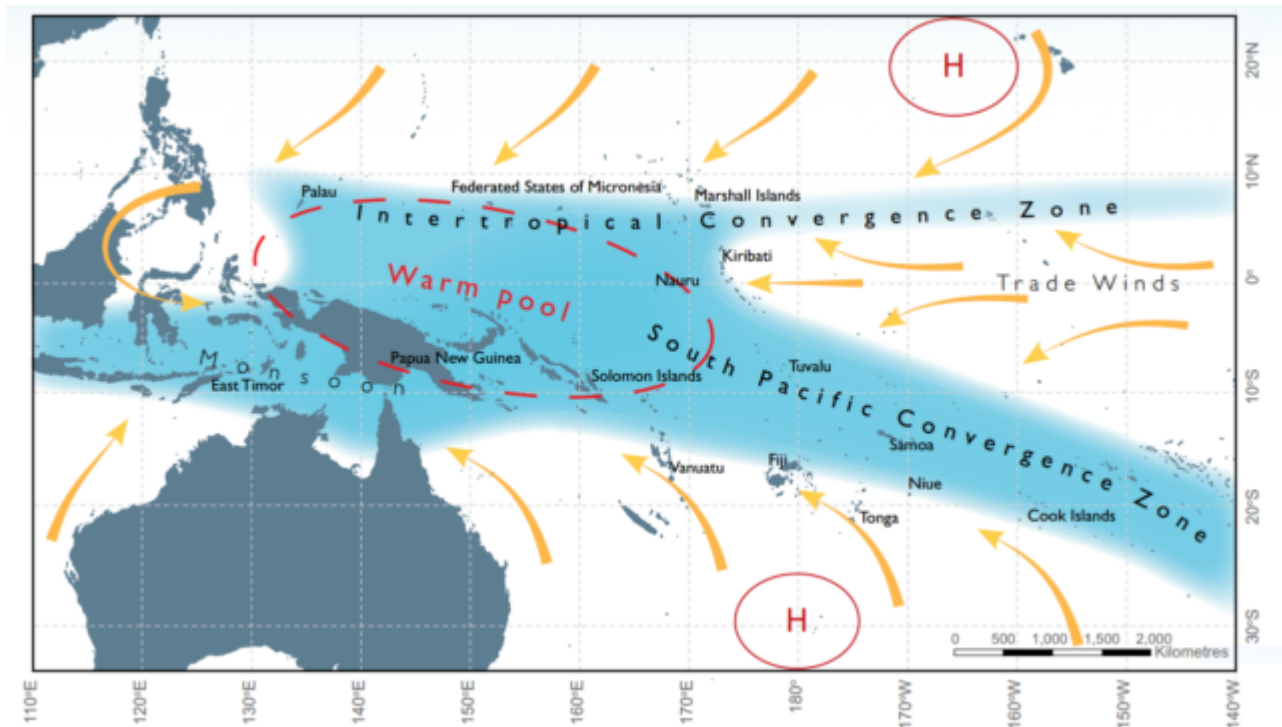 H
20°N
10°N
Palau
Federated States of Micronesia
Marshall Islands
Intertropical Convergence Zone
Kiribati
Nauru
Warm pool
Trade Winds
0°
Monsoon
Papua New Guinea
East Timor
Solomon Islands
Tuvalu
South Pacific Convergence Zone
10°S
Samoa
Vanuatu
Fiji
Niue
Tonga
Cook Islands
20°S
H
30°S
0 500 1,000 1,500 2,000
Kilometres
110°E 120°E 130°E 140°E 150°E 160°E 170°E 180° 170°W 160°W 150°W 140°W